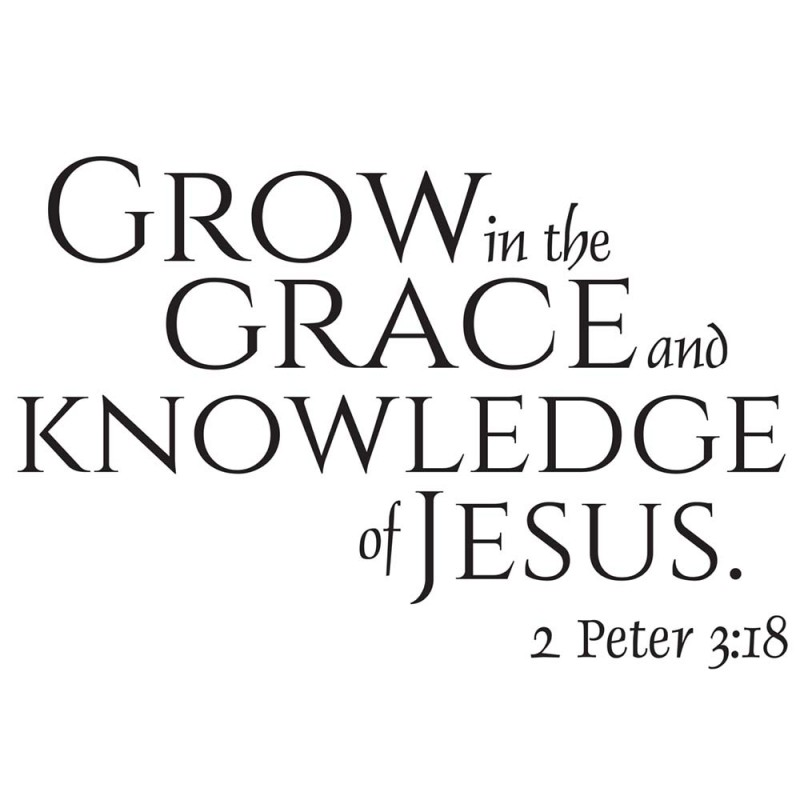 Grow in the
GRACE and
KNOWLEDGE
of Jesus.
2 Peter 3:18